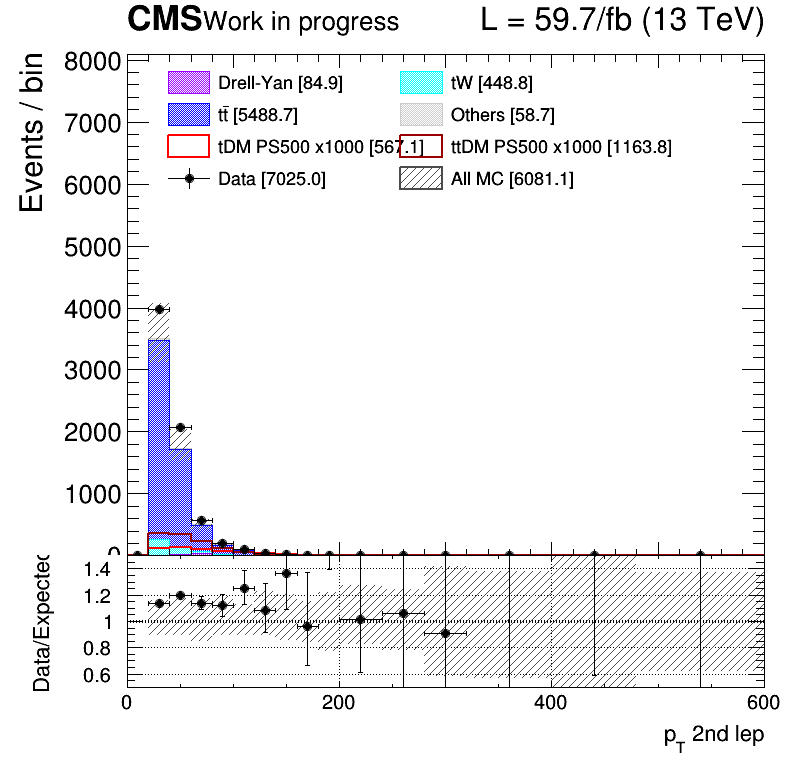 CMS Work in progress L = 59.7/fb (13 TeV)
Events / bin
8000
7000
6000
5000
4000
3000
2000
1000
0
Drell-Yan [84.9] tW [448.8]
tt̄ [5488.7] Others [58.7]
tDM PS500 x1000 [567.1] ttDM PS500 x1000 [1163.8]
Data [7025.0] All MC [6081.1]
Data/Expected
1.4
1.2
1
0.8
0.6
0 200 400 600
pT 2nd lep